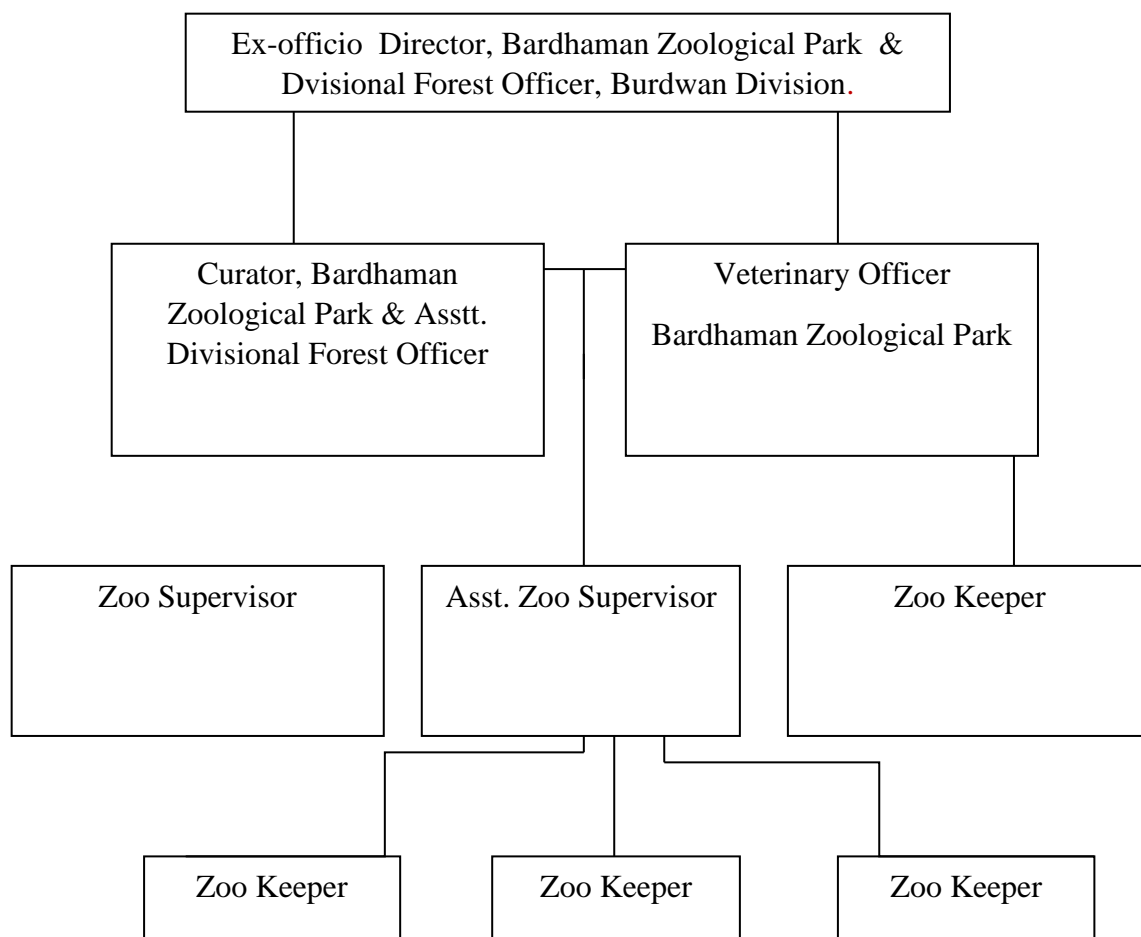 Ex-officio  Director, Bardhaman Zoological Park  &
Dvisional Forest Officer, Burdwan Division.
Curator, Bardhaman
Zoological Park & Asstt.
Divisional Forest Officer
Veterinary Officer
Bardhaman Zoological Park
Zoo Supervisor
Asst. Zoo Supervisor
Zoo Keeper
Zoo Keeper
Zoo Keeper
Zoo Keeper